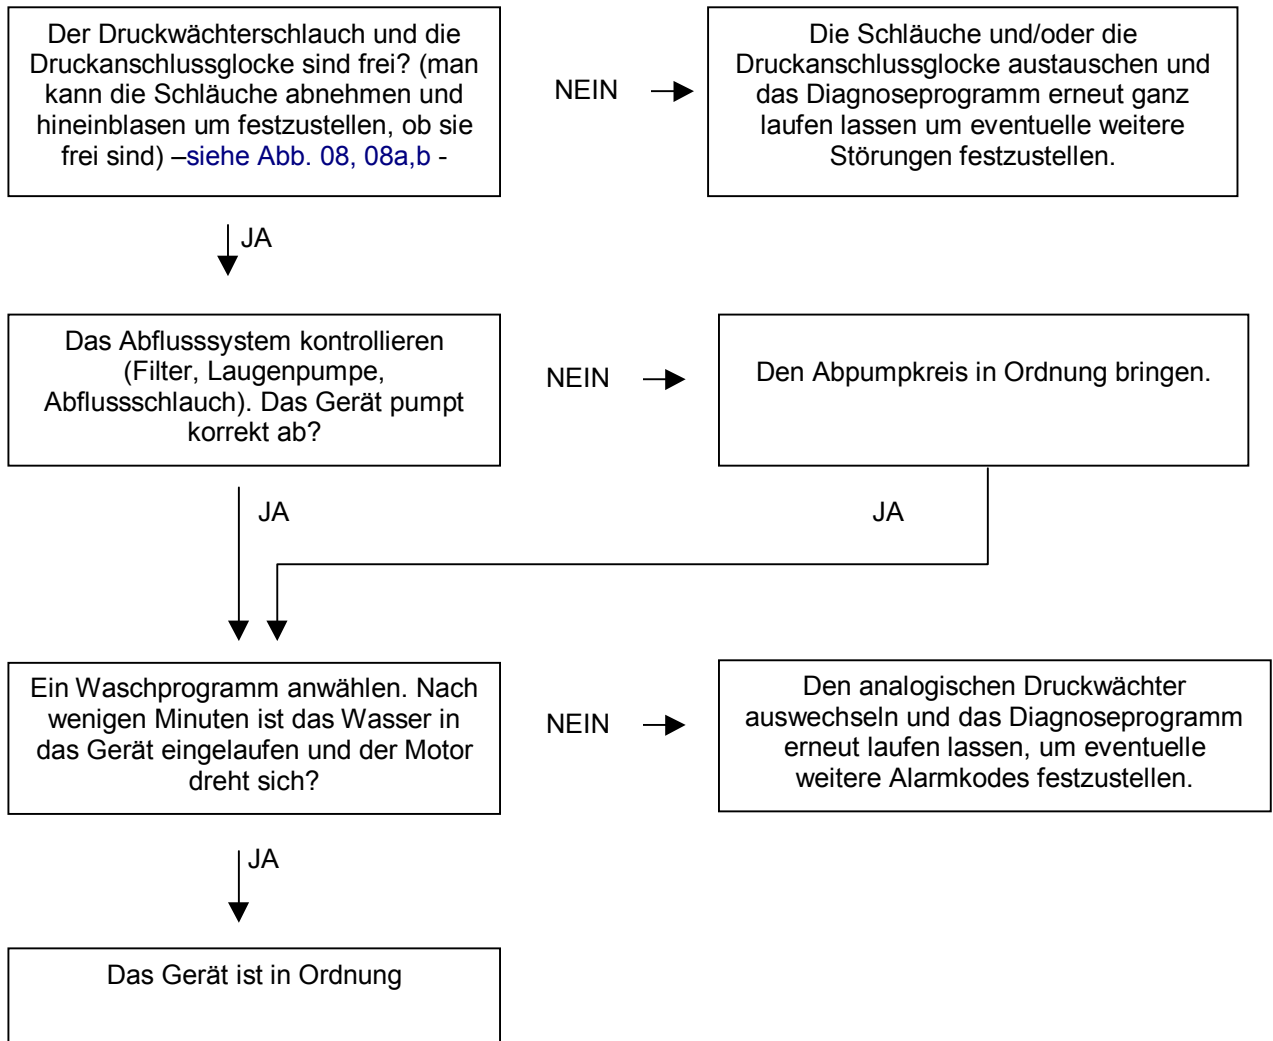 Der Druckwächterschlauch und die
Druckanschlussglocke sind frei? (man
kann die Schläuche abnehmen und
hineinblasen um festzustellen, ob sie
frei sind) –siehe Abb. 08, 08a,b -
NEIN
Die Schläuche und/oder die
Druckanschlussglocke austauschen und
das Diagnoseprogramm erneut ganz
laufen lassen um eventuelle weitere
Störungen festzustellen.
JA
Das Abflusssystem kontrollieren
(Filter, Laugenpumpe,
Abflussschlauch). Das Gerät pumpt
korrekt ab?
NEIN
Den Abpumpkreis in Ordnung bringen.
JA
JA
Ein Waschprogramm anwählen. Nach
wenigen Minuten ist das Wasser in
das Gerät eingelaufen und der Motor
dreht sich?
NEIN
Den analogischen Druckwächter
auswechseln und das Diagnoseprogramm
erneut laufen lassen, um eventuelle
weitere Alarmkodes festzustellen.
JA
Das Gerät ist in Ordnung